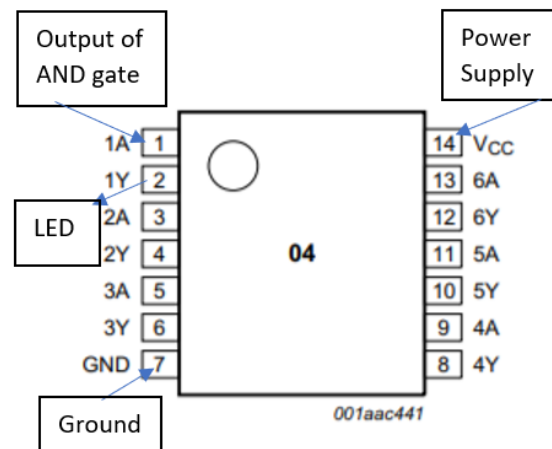 Output of
AND gate
Power
Supply
1A 1 14 VCC
1Y 2 13 6A
LED
2A 3 12 6Y
2Y 4 04 11 5A
3A 5 10 5Y
3Y 6 9 4A
GND 7 8 4Y
001aac441
Ground